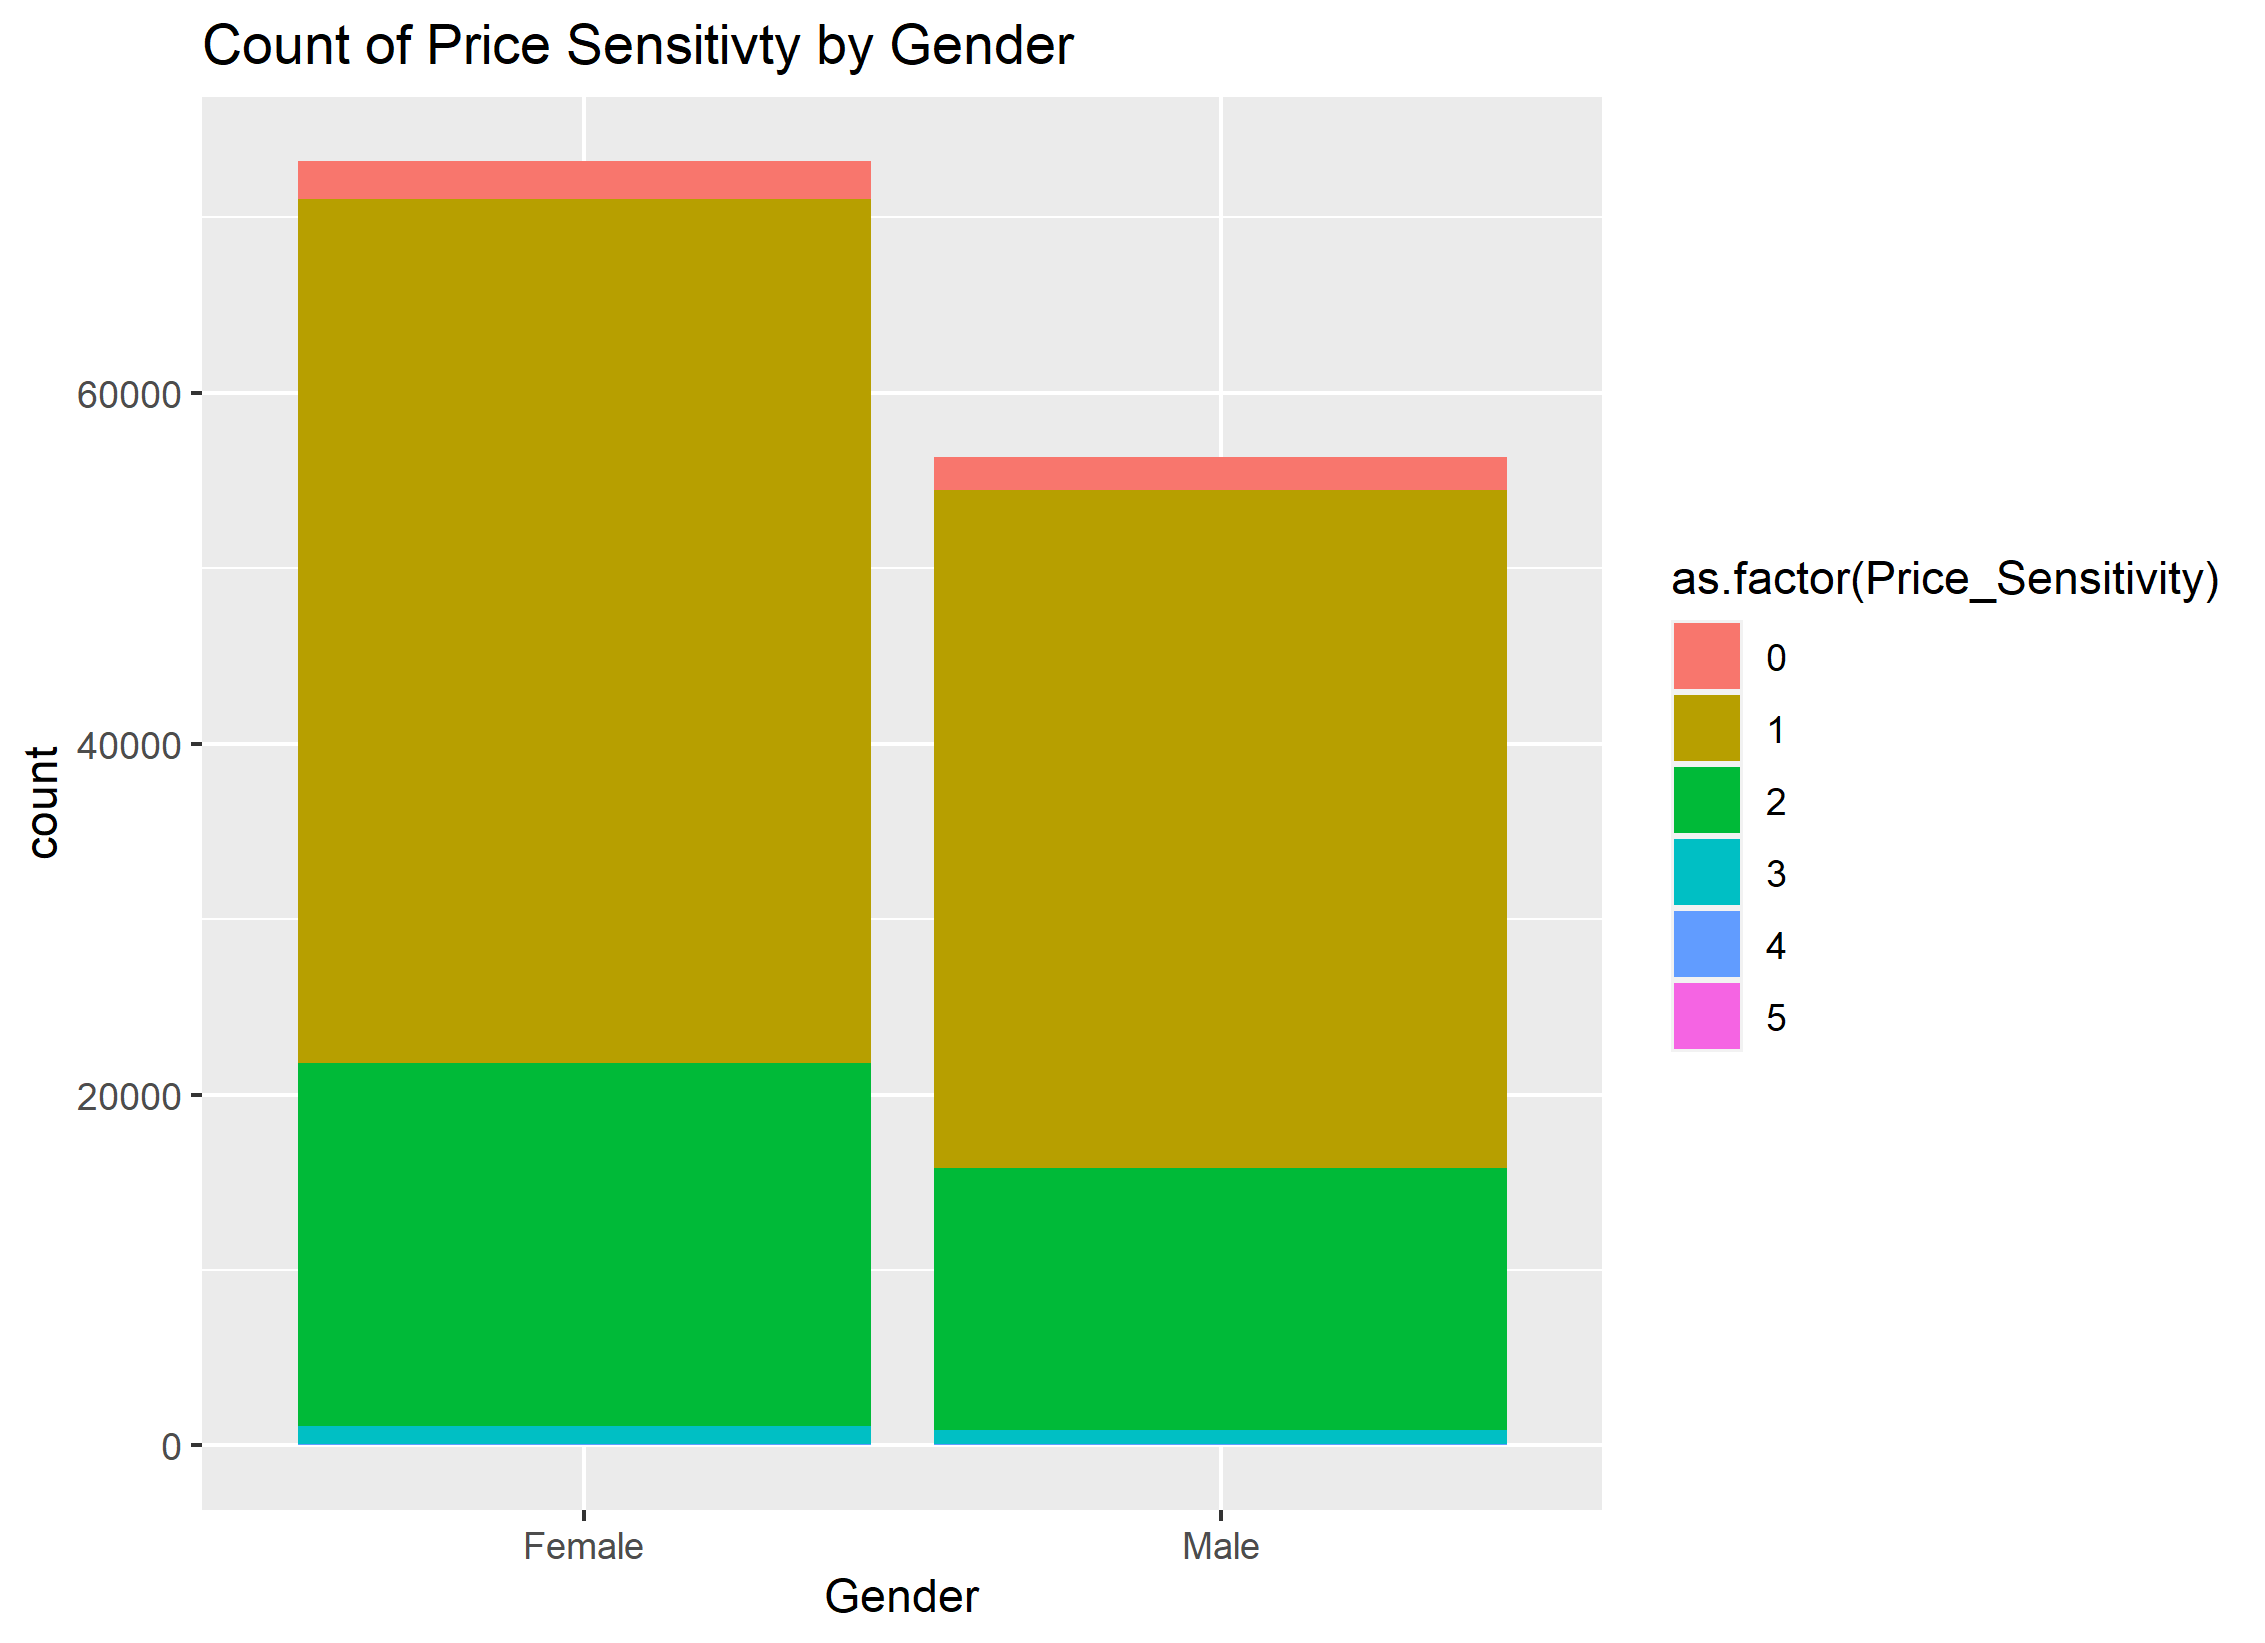 Count of Price Sensitivty by Gender
60000
40000
20000
0
count
Female
Male
Gender
as.factor(Price_Sensitivity)
0
1
2
3
4
5